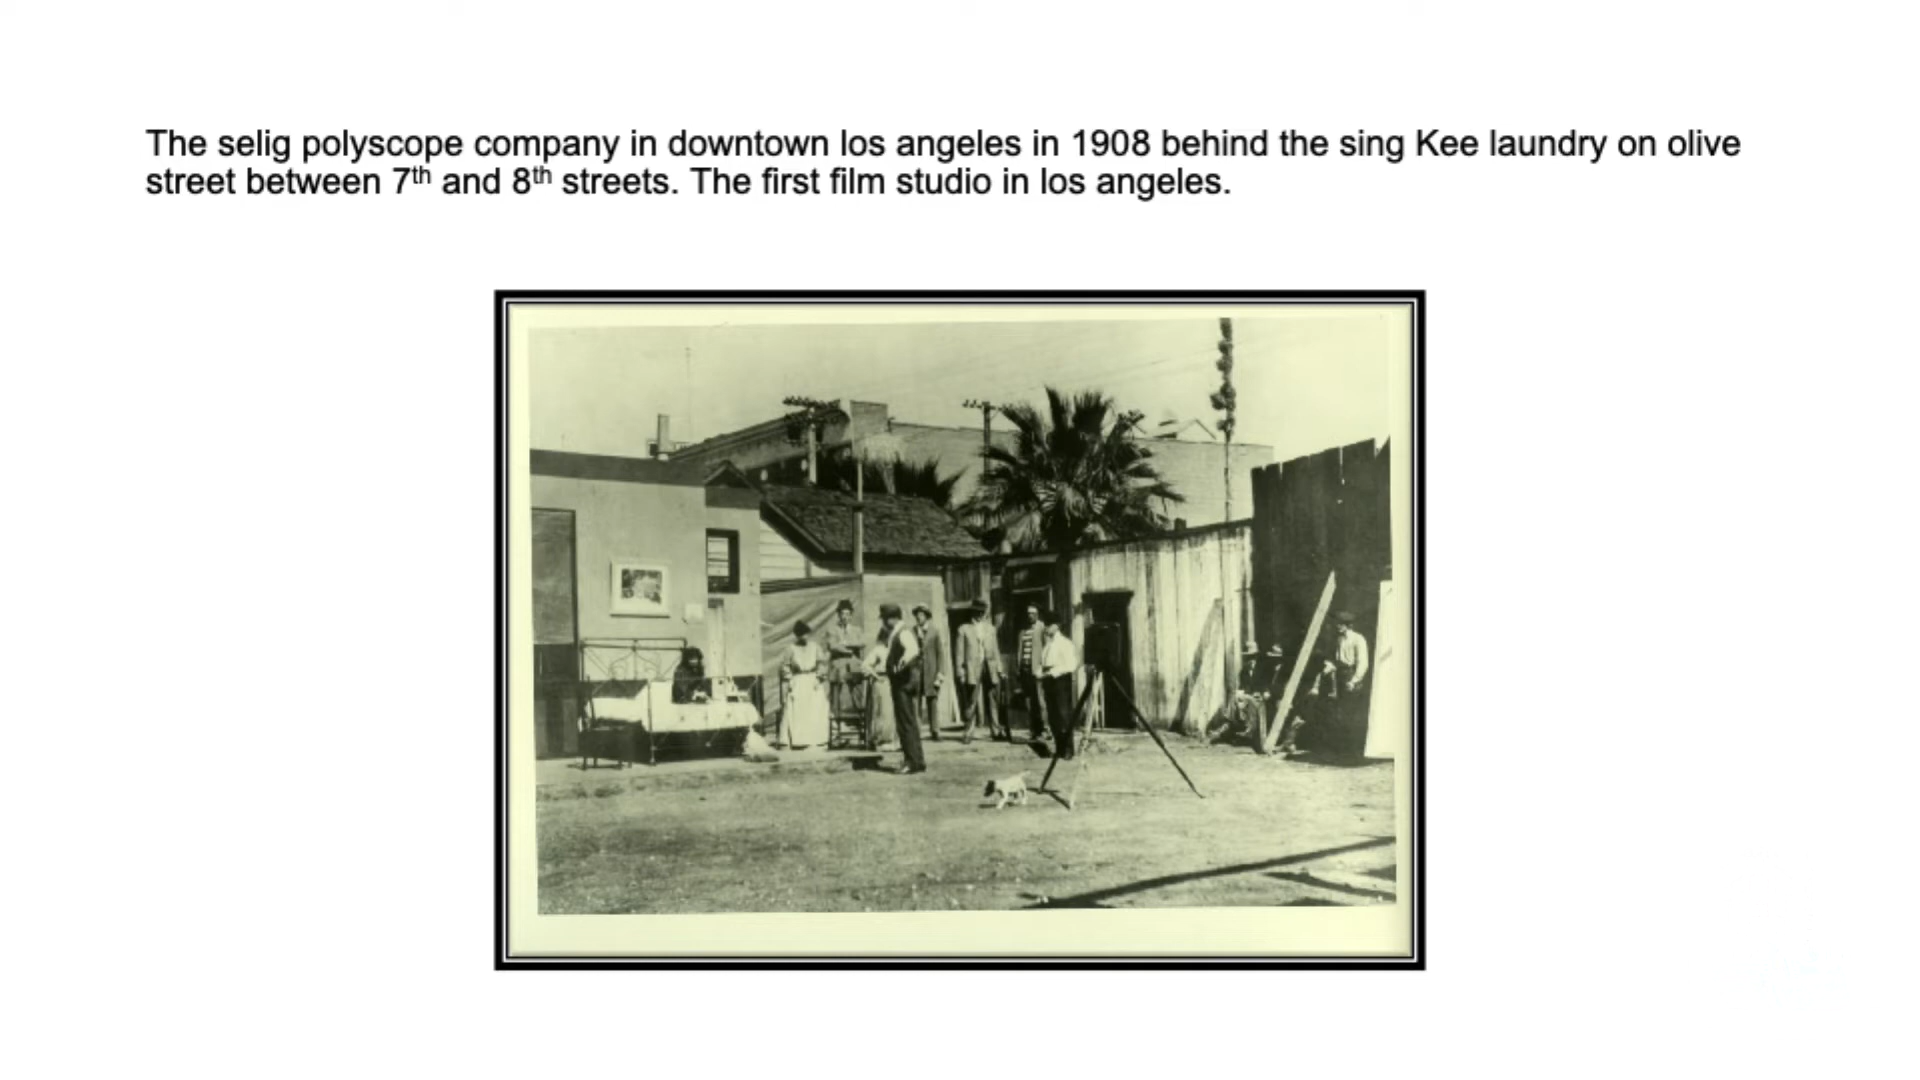 The selig polyscope company in downtown los angeles in 1908 behind the sing Kee laundry on olive
street between 7th and 8th streets. The first film studio in los angeles.